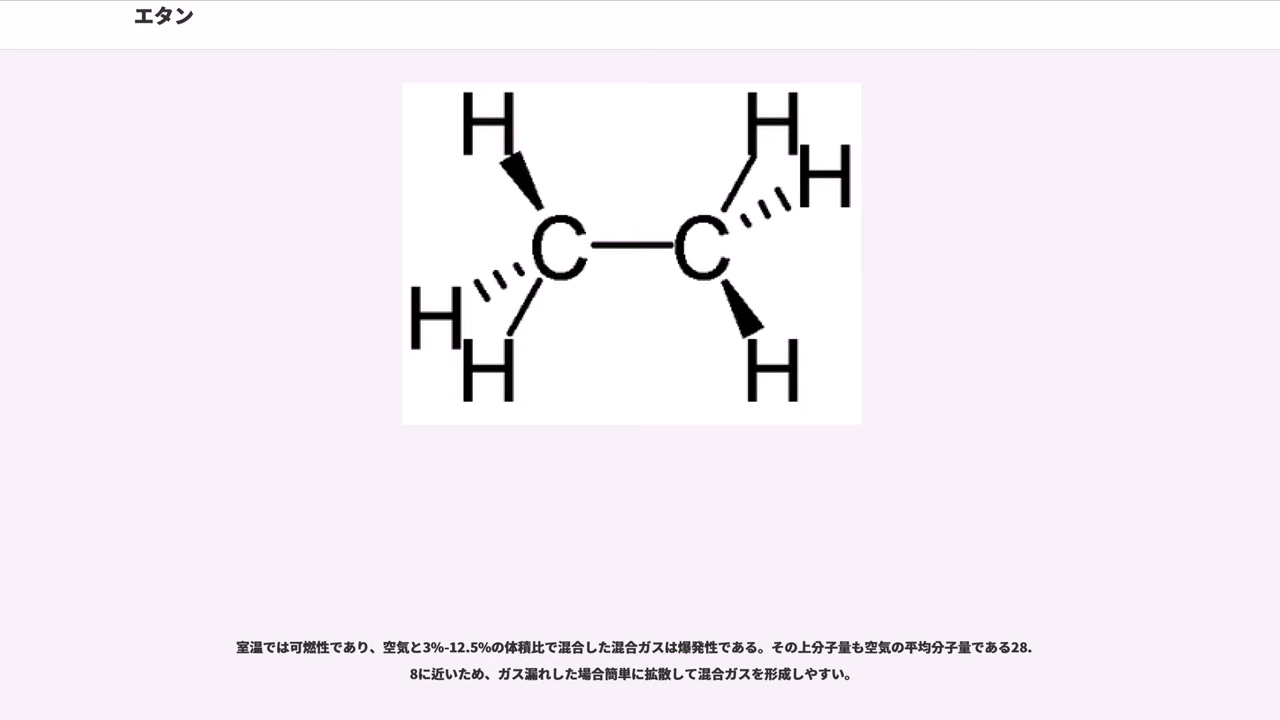 エタン
H H
H
C C
H
H H
室温では可燃性であり、空気と3%-12.5%の体積比で混合した混合ガスは爆発性である。その上分子量も空気の平均分子量である28.
8に近いため、ガス漏れした場合簡単に拡散して混合ガスを形成しやすい。